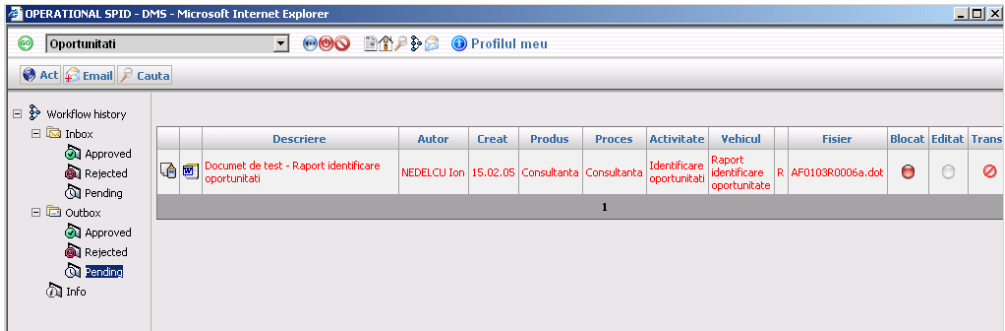 OPERATIONAL SPID - DMS - Microsoft Internet Explorer
GO Oportunitati Profilul meu
Act Email Cauta
Workflow history
Inbox
Approved
Rejected
Pending
Outbox
Approved
Rejected
Pending
Info
Descriere Autor Creat Produs Proces Activitate Vehicul Fisier Blocat Editat Trans
Documet de test - Raport identificare oportunitati NEDELCU Ion 15.02.05 Consultanta Consultanta Identificare oportunitati Raport identificare oportunitate R AF0103R0006a.dot
1